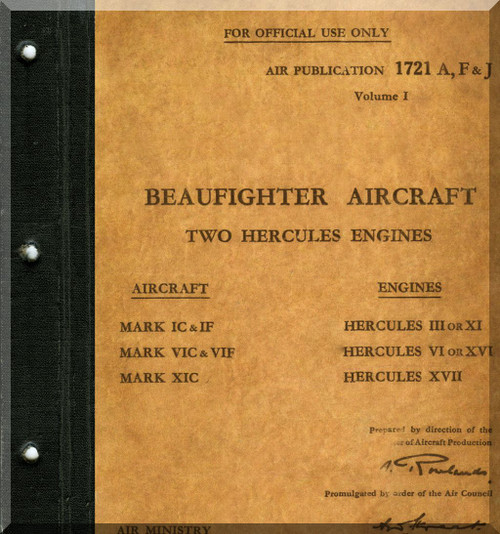 FOR OFFICIAL USE ONLY
AIR PUBLICATION 1721 A, F & J
Volume I
BEAUFIGHTER AIRCRAFT
TWO HERCULES ENGINES
AIRCRAFT ENGINES
MARK IC & IF HERCULES III OR XI
MARK VIC & VIF HERCULES VI OR XVI
MARK XIC HERCULES XVII
Prepared by direction of the
of Aircraft Production
Rowlands
Promulgated by order of the Air Council
AIR MINISTRY